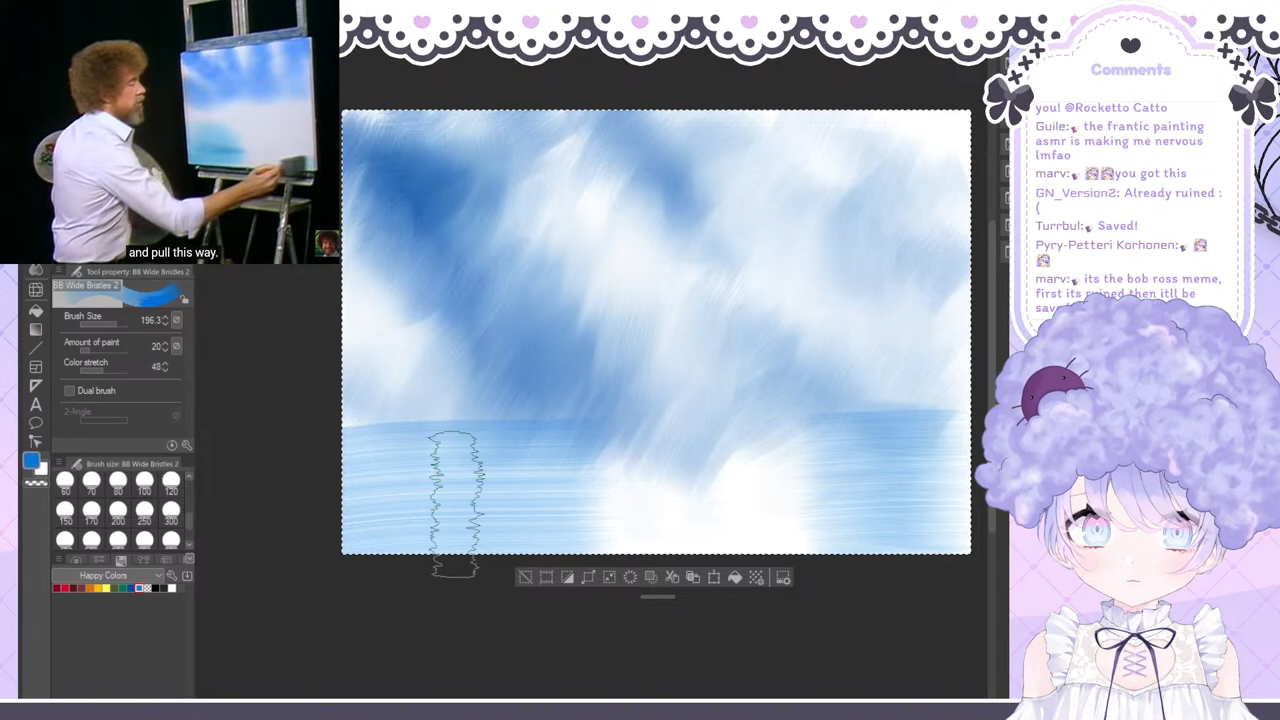 and pull this way.
Tool property: BB Wide Bristles 2
BB Wide Bristles 2
Brush Size 196.3
Amount of paint 20
Color stretch 48
Dual brush
2-Angle
Brush size: BB Wide Bristles 2
60 70 80 100 120
150 170 200 250 300
Happy Colors
Comments
you! @Rocketto Catto
Guile: the frantic painting
asmr is making me nervous
lmfao
marv: you got this
GN_Version2: Already ruined :
(
Turrbul: Saved!
Pyry-Petteri Korhonen:
marv: its the bob ross meme,
first its ruined then itll be